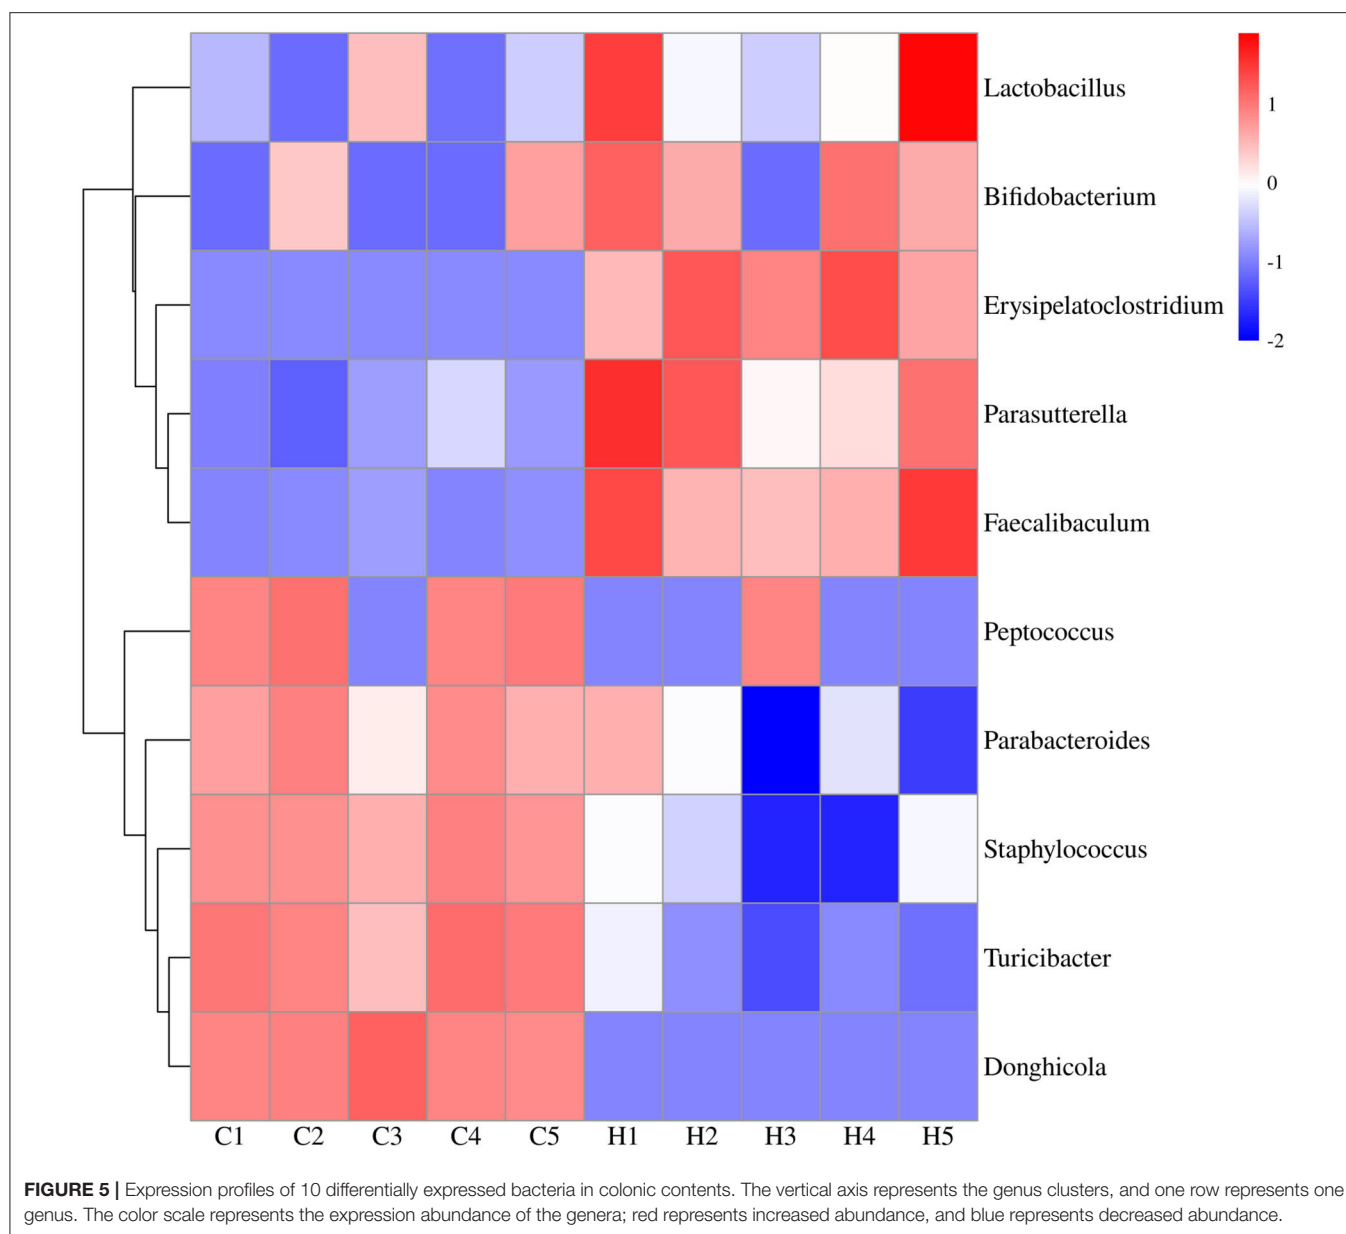 Lactobacillus
Bifidobacterium
Erysipelatoclostridium
Parasutterella
Faecalibaculum
Peptococcus
Parabacteroides
Staphylococcus
Turicibacter
Donghicola
1
0
-1
-2
C1 C2 C3 C4 C5 H1 H2 H3 H4 H5
FIGURE 5 | Expression profiles of 10 differentially expressed bacteria in colonic contents. The vertical axis represents the genus clusters, and one row represents one
genus. The color scale represents the expression abundance of the genera; red represents increased abundance, and blue represents decreased abundance.